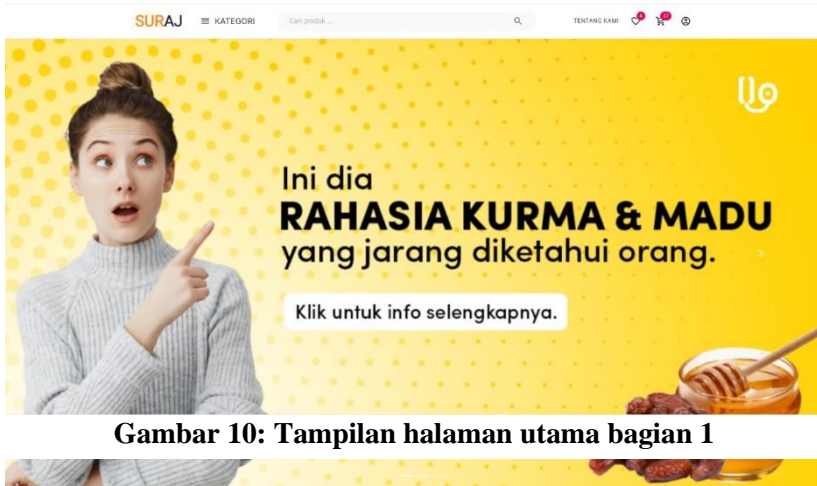 SURAJ
KATEGORI
Cari produk ...
TENTANG KAMI
Ini dia
RAHASIA KURMA & MADU
yang jarang diketahui orang.
Klik untuk info selengkapnya.
Gambar 10: Tampilan halaman utama bagian 1